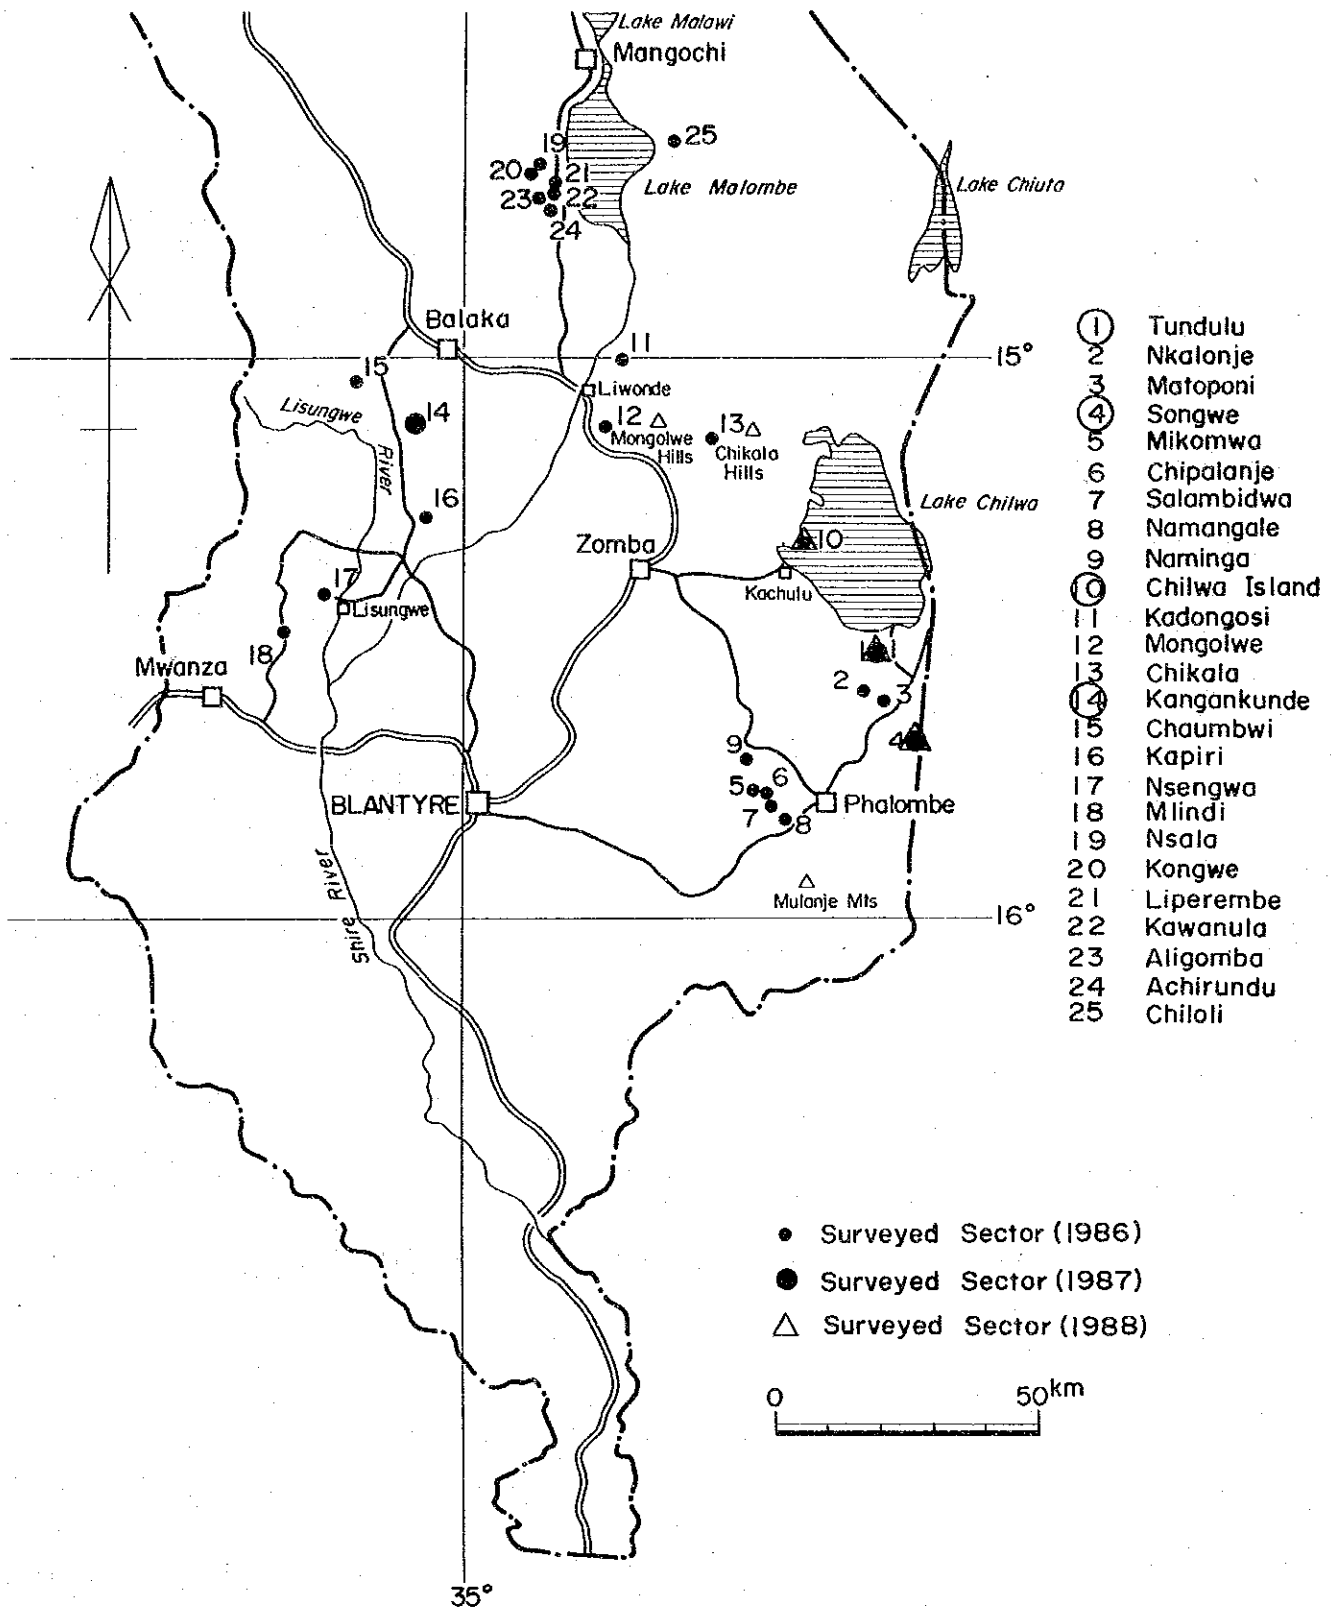 Lake Malawi
Mangochi
19
25
20
21
Lake Malombe
Lake Chiuta
23
22
24
Balaka
11
15°
15
Liwonde
Lisungwe
14
12
13
Mongolwe
Hills
Chikala
Hills
River
Lake Chilwa
16
Zomba
10
Kachulu
17
Lisungwe
18
1
Mwanza
2
3
4
9
5
6
BLANTYRE
7
8
Phalombe
Shire River
Mulanje Mts
16°
35°
1 Tundulu
2 Nkalonje
3 Matoponi
4 Songwe
5 Mikomwa
6 Chipalanje
7 Salambidwa
8 Namangale
9 Naminga
10 Chilwa Island
11 Kadongosi
12 Mongolwe
13 Chikala
14 Kangankunde
15 Chaumbwi
16 Kapiri
17 Nsengwa
18 Mlindi
19 Nsala
20 Kongwe
21 Liperembe
22 Kawanula
23 Aligomba
24 Achirundu
25 Chiloli
Surveyed Sector (1986)
Surveyed Sector (1987)
Surveyed Sector (1988)
0 50km